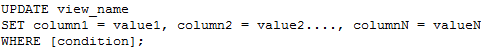 UPDATE view_name
SET column1 = value1, column2 = value2...., columnN = valueN
WHERE [condition];